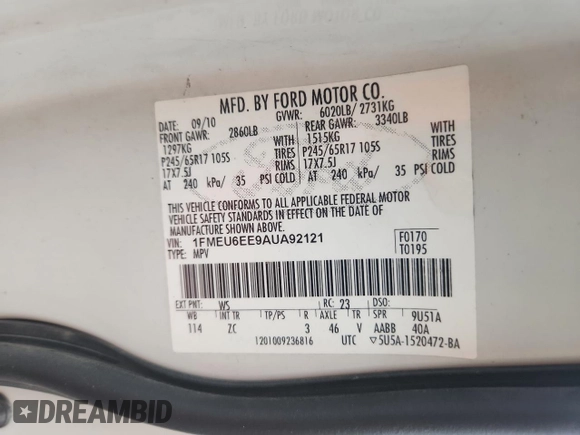 MFD. BY FORD MOTOR CO.
DATE: 09/10 GVWR: 6020LB/ 2731KG
FRONT GAWR: 2860LB REAR GAWR: 3340LB
1297KG WITH 1515KG WITH
P245/65R17 105S TIRES P245/65R17 105S TIRES
17X7.5J RIMS 17X7.5J RIMS
AT 240 kPa/ 35 PSI COLD AT 240 kPa/ 35 PSI COLD
THIS VEHICLE CONFORMS TO ALL APPLICABLE FEDERAL MOTOR
VEHICLE SAFETY STANDARDS IN EFFECT ON THE DATE OF
MANUFACTURE SHOWN ABOVE.
VIN: 1FMEU6EE9AUA92121 F0170
TYPE: MPV T0195
EXT PNT: WS RC: 23 DSO:
WB INT TR TP/PS R AXLE TR SPR 9U51A
114 ZC 3 46 V AABB 40A
1201009236816 UTC 5U5A-1520472-BA
DREAMBID